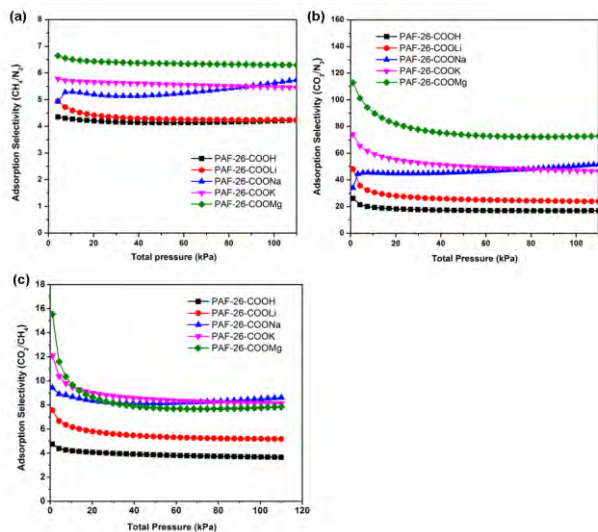 (a)
Adsorption Selectivity (CH4/N2)
8
7
6
5
4
3
2
1
0
PAF-26-COOH
PAF-26-COOLi
PAF-26-COONa
PAF-26-COOK
PAF-26-COOMg
0 20 40 60 80 100
Total pressure (kPa)
(b)
Adsorption Selectivity (CO2/N2)
160
140
120
100
80
60
40
20
0
PAF-26-COOH
PAF-26-COOLi
PAF-26-COONa
PAF-26-COOK
PAF-26-COOMg
0 20 40 60 80 100
Total Pressure (kPa)
(c)
Adsorption Selectivity (CO2/CH4)
18
16
14
12
10
8
6
4
2
0
PAF-26-COOH
PAF-26-COOLi
PAF-26-COONa
PAF-26-COOK
PAF-26-COOMg
0 20 40 60 80 100 120
Total Pressure (kPa)